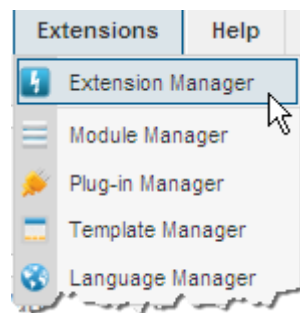 Extensions Help
Extension Manager
Module Manager
Plug-in Manager
Template Manager
Language Manager